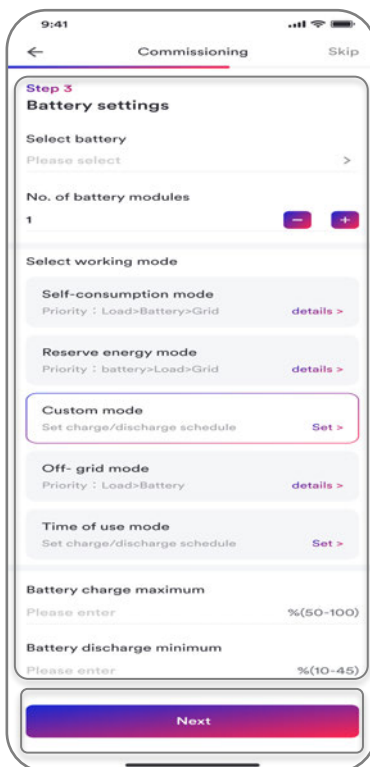 9:41
Commissioning Skip
Step 3
Battery settings
Select battery
Please select >
No. of battery modules
1 − +
Select working mode
Self-consumption mode
Priority：Load>Battery>Grid details >
Reserve energy mode
Priority：battery>Load>Grid details >
Custom mode
Set charge/discharge schedule Set >
Off- grid mode
Priority：Load>Battery details >
Time of use mode
Set charge/discharge schedule Set >
Battery charge maximum
Please enter %(50-100)
Battery discharge minimum
Please enter %(10-45)
Next